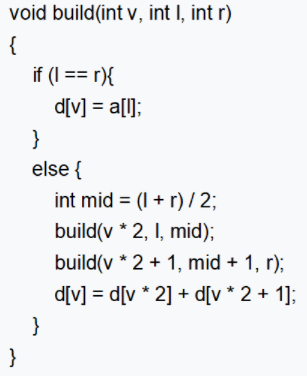 void build(int v, int l, int r)
{
if (l == r){
d[v] = a[l];
}
else {
int mid = (l + r) / 2;
build(v * 2, l, mid);
build(v * 2 + 1, mid + 1, r);
d[v] = d[v * 2] + d[v * 2 + 1];
}
}